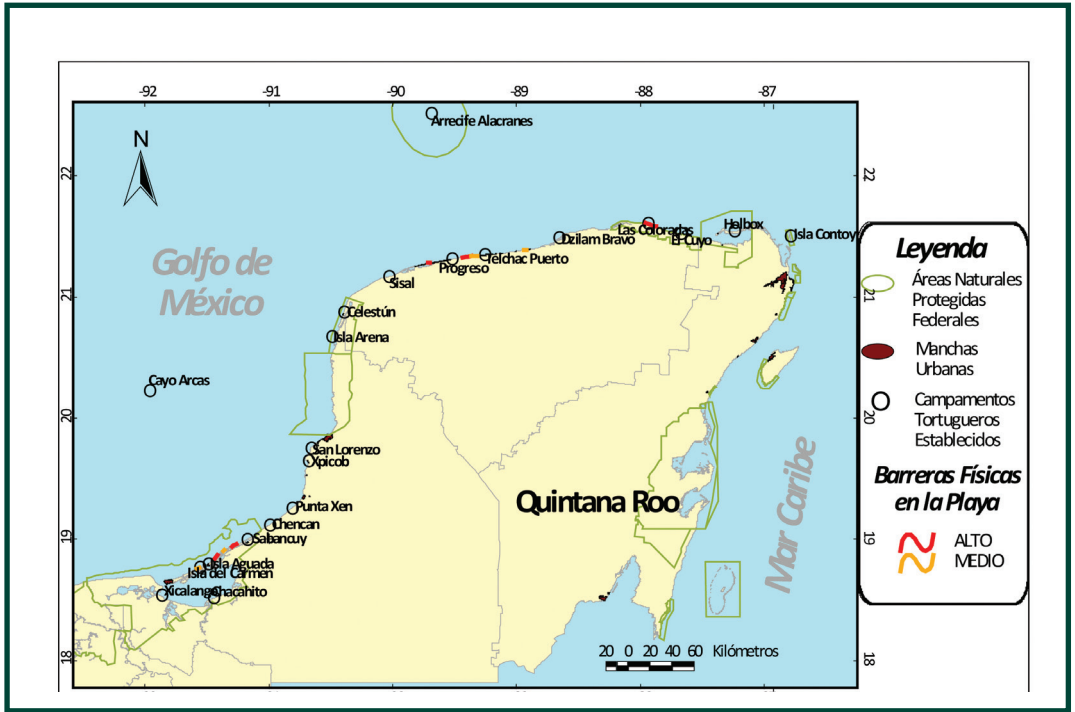 -92
-91
-90
-89
-88
-87
N
Arrecife Alacranes
22
22
Las Coloradas
Holbox
El Cuyo
Isla Contoy
Dzilam Bravo
Telchac Puerto
Progreso
Sisal
Golfo de
México
21
21
Celestún
Isla Arena
Cayo Arcas
20
20
San Lorenzo
Xpicob
Punta Xen
Chencan
Sabancuy
19
19
Isla Aguada
Isla del Carmen
Xicalango
Chacahito
18
18
Quintana Roo
Mar Caribe
20 0 20 40 60 Kilómetros
Leyenda
Áreas Naturales
Protegidas
Federales
Manchas
Urbanas
Campamentos
Tortugueros
Establecidos
Barreras Físicas
en la Playa
ALTO
MEDIO